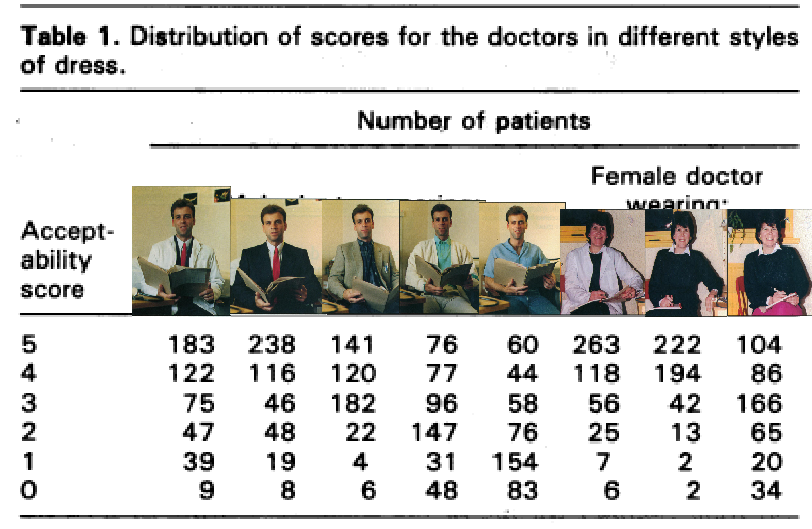 Table 1. Distribution of scores for the doctors in different styles
of dress.
Number of patients
Female doctor
wearing:
Accept-
ability
score
5 183 238 141 76 60 263 222 104
4 122 116 120 77 44 118 194 86
3 75 46 182 96 58 56 42 166
2 47 48 22 147 76 25 13 65
1 39 19 4 31 154 7 2 20
0 9 8 6 48 83 6 2 34